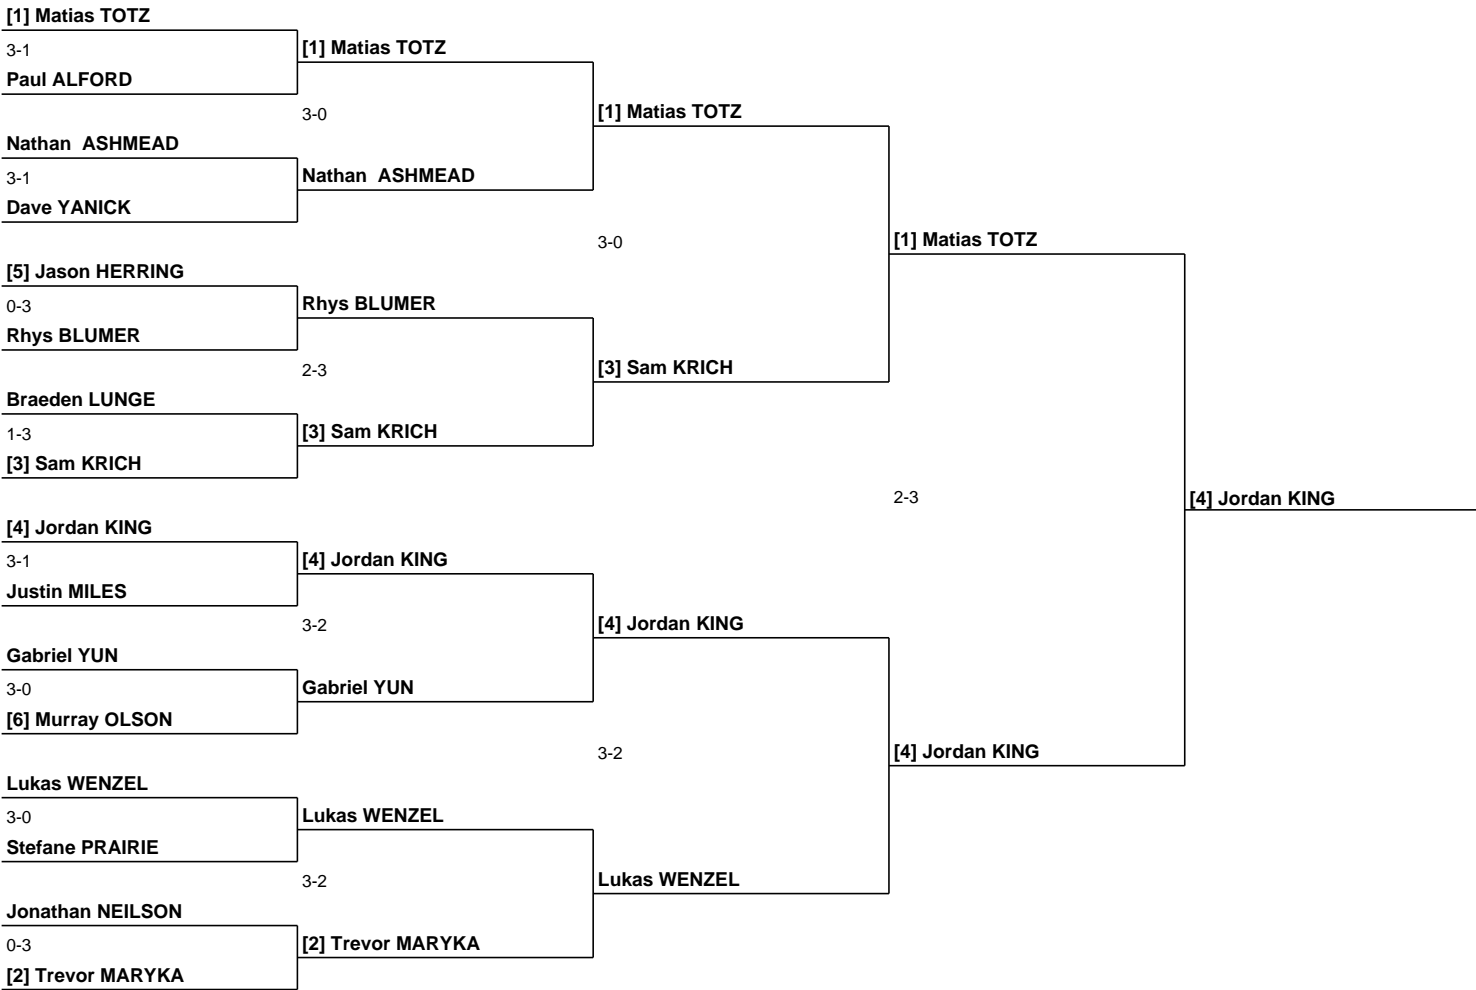 [1] Matias TOTZ
3-1
[1] Matias TOTZ
Paul ALFORD
3-0
[1] Matias TOTZ
Nathan  ASHMEAD
3-1
Nathan  ASHMEAD
Dave YANICK
3-0
[1] Matias TOTZ
[5] Jason HERRING
0-3
Rhys BLUMER
Rhys BLUMER
2-3
[3] Sam KRICH
Braeden LUNGE
1-3
[3] Sam KRICH
[3] Sam KRICH
2-3
[4] Jordan KING
[4] Jordan KING
3-1
[4] Jordan KING
Justin MILES
3-2
[4] Jordan KING
Gabriel YUN
3-0
Gabriel YUN
[6] Murray OLSON
3-2
[4] Jordan KING
Lukas WENZEL
3-0
Lukas WENZEL
Stefane PRAIRIE
3-2
Lukas WENZEL
Jonathan NEILSON
0-3
[2] Trevor MARYKA
[2] Trevor MARYKA